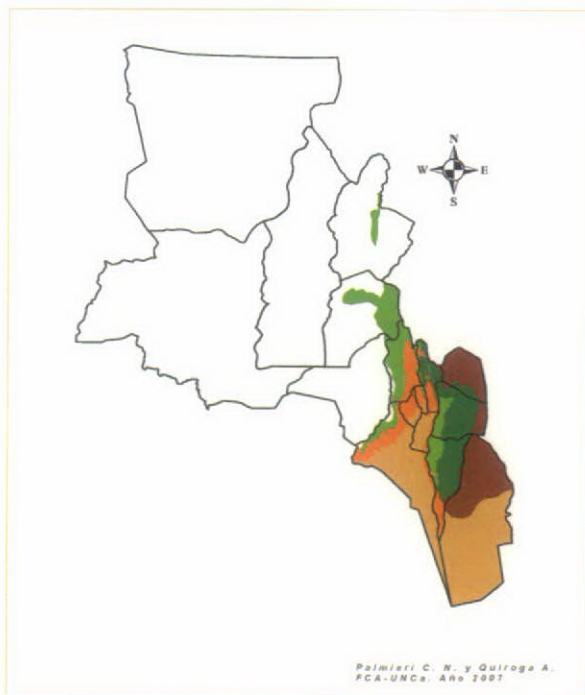 N
W E
S
Palmieri C. N. y Quiroga A.
FCA-UNCa. Año 2007